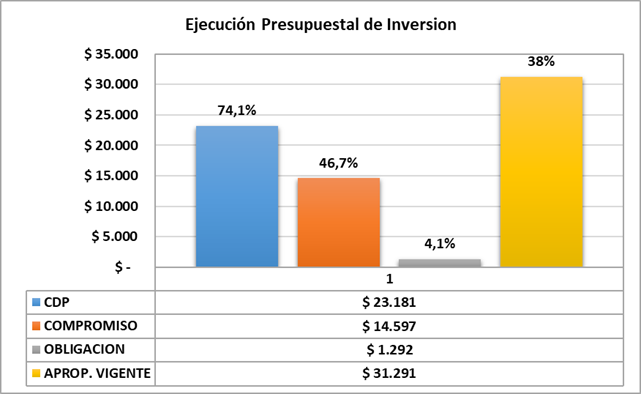 Ejecución Presupuestal de Inversion
$ 35.000
$ 30.000
$ 25.000
$ 20.000
$ 15.000
$ 10.000
$ 5.000
$ -
74,1%
46,7%
4,1%
38%
1
CDP $ 23.181
COMPROMISO $ 14.597
OBLIGACION $ 1.292
APROP. VIGENTE $ 31.291